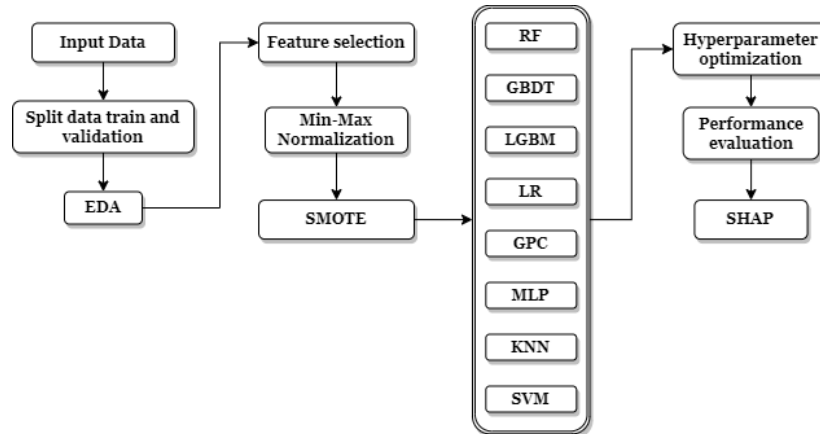 Input Data
Split data train and
validation
EDA
Feature selection
Min-Max
Normalization
SMOTE
RF
GBDT
LGBM
LR
GPC
MLP
KNN
SVM
Hyperparameter
optimization
Performance
evaluation
SHAP